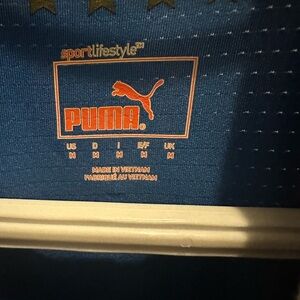 sportlifestyle
PUMA®
US D I E/F UK
M M M M M
MADE IN VIETNAM
FABRIQUÉ AU VIETNAM